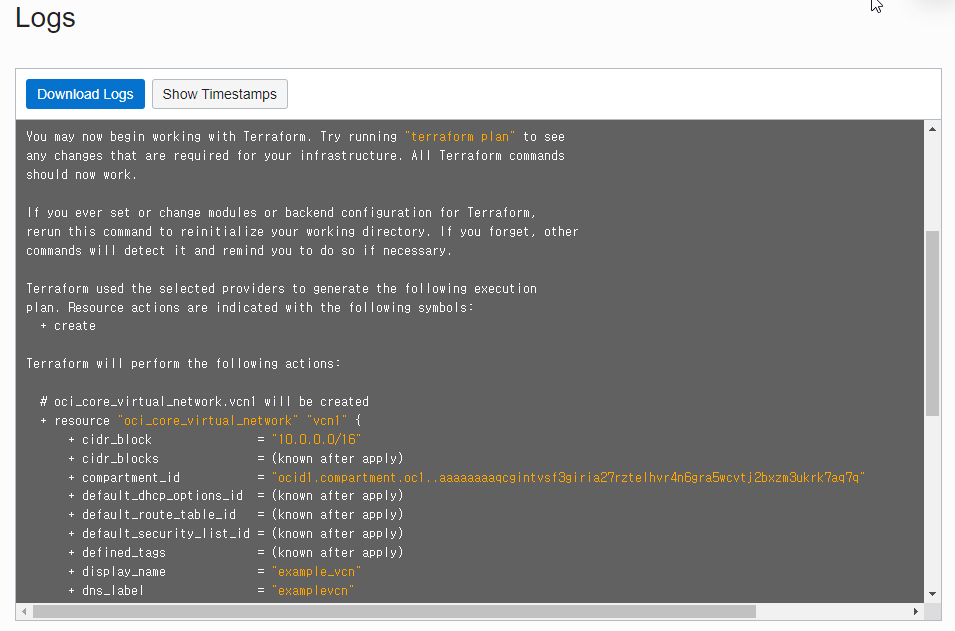 Logs
Download Logs Show Timestamps
You may now begin working with Terraform. Try running "terraform plan" to see
any changes that are required for your infrastructure. All Terraform commands
should now work.
If you ever set or change modules or backend configuration for Terraform,
rerun this command to reinitialize your working directory. If you forget, other
commands will detect it and remind you to do so if necessary.
Terraform used the selected providers to generate the following execution
plan. Resource actions are indicated with the following symbols:
+ create
Terraform will perform the following actions:
# oci_core_virtual_network.vcn1 will be created
+ resource "oci_core_virtual_network" "vcn1" {
+ cidr_block = "10.0.0.0/16"
+ cidr_blocks = (known after apply)
+ compartment_id = "ocid1.compartment.oc1..aaaaaaaaqcgintvsf3giria27rztelhvr4n6gra5wcvtj2bxzm3ukrk7aq7q"
+ default_dhcp_options_id = (known after apply)
+ default_route_table_id = (known after apply)
+ default_security_list_id = (known after apply)
+ defined_tags = (known after apply)
+ display_name = "example_vcn"
+ dns_label = "examplevcn"